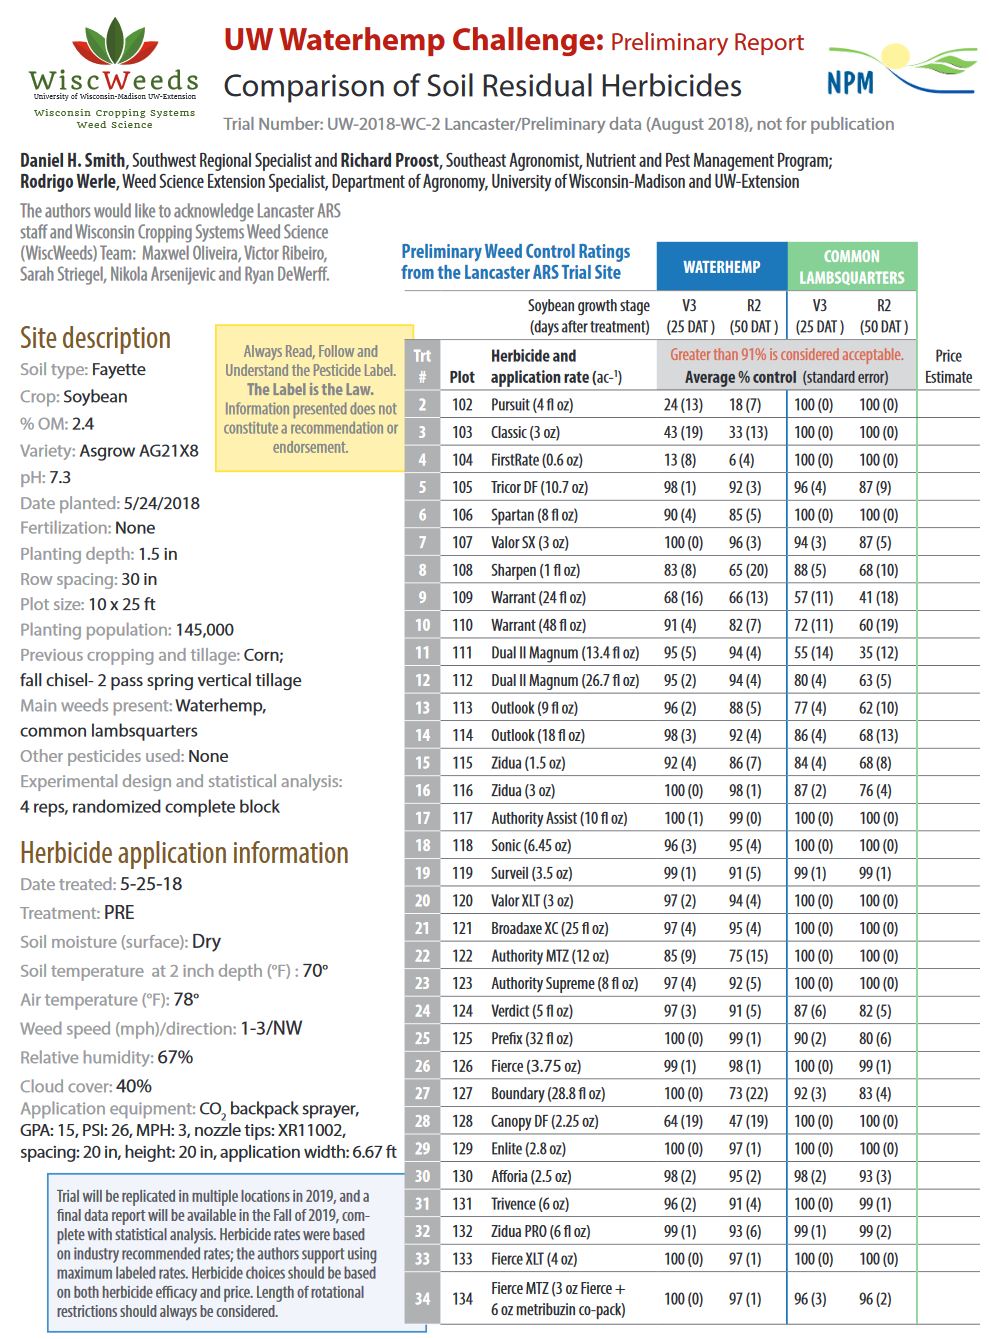 WiscWeeds
University of Wisconsin-Madison UW-Extension
Wisconsin Cropping Systems
Weed Science
UW Waterhemp Challenge: Preliminary Report
Comparison of Soil Residual Herbicides
Trial Number: UW-2018-WC-2 Lancaster/Preliminary data (August 2018), not for publication
NPM
Daniel H. Smith, Southwest Regional Specialist and Richard Proost, Southeast Agronomist, Nutrient and Pest Management Program;
Rodrigo Werle, Weed Science Extension Specialist, Department of Agronomy, University of Wisconsin-Madison and UW-Extension
The authors would like to acknowledge Lancaster ARS
staff and Wisconsin Cropping Systems Weed Science
(WiscWeeds) Team: Maxwel Oliveira, Victor Ribeiro,
Sarah Striegel, Nikola Arsenijevic and Ryan DeWerff.
Site description
Soil type: Fayette
Crop: Soybean
% OM: 2.4
Variety: Asgrow AG21X8
pH: 7.3
Date planted: 5/24/2018
Fertilization: None
Planting depth: 1.5 in
Row spacing: 30 in
Plot size: 10 x 25 ft
Planting population: 145,000
Previous cropping and tillage: Corn;
fall chisel- 2 pass spring vertical tillage
Main weeds present: Waterhemp,
common lambsquarters
Other pesticides used: None
Experimental design and statistical analysis:
4 reps, randomized complete block
Always Read, Follow and
Understand the Pesticide Label.
The Label is the Law.
Information presented does not
constitute a recommendation or
endorsement.
Herbicide application information
Date treated: 5-25-18
Treatment: PRE
Soil moisture (surface): Dry
Soil temperature at 2 inch depth (°F) : 70°
Air temperature (°F): 78°
Weed speed (mph)/direction: 1-3/NW
Relative humidity: 67%
Cloud cover: 40%
Application equipment: CO2 backpack sprayer,
GPA: 15, PSI: 26, MPH: 3, nozzle tips: XR11002,
spacing: 20 in, height: 20 in, application width: 6.67 ft
Trial will be replicated in multiple locations in 2019, and a
final data report will be available in the Fall of 2019, com-
plete with statistical analysis. Herbicide rates were based
on industry recommended rates; the authors support using
maximum labeled rates. Herbicide choices should be based
on both herbicide efficacy and price. Length of rotational
restrictions should always be considered.
Preliminary Weed Control Ratings
from the Lancaster ARS Trial Site
WATERHEMP
COMMON
LAMBSQUARTERS
Soybean growth stage V3 R2 V3 R2
(days after treatment) (25 DAT ) (50 DAT ) (25 DAT ) (50 DAT )
Trt Herbicide and Greater than 91% is considered acceptable. Price
# Plot application rate (ac-1) Average % control (standard error) Estimate
2 102 Pursuit (4 fl oz) 24 (13) 18 (7) 100 (0) 100 (0)
3 103 Classic (3 oz) 43 (19) 33 (13) 100 (0) 100 (0)
4 104 FirstRate (0.6 oz) 13 (8) 6 (4) 100 (0) 100 (0)
5 105 Tricor DF (10.7 oz) 98 (1) 92 (3) 96 (4) 87 (9)
6 106 Spartan (8 fl oz) 90 (4) 85 (5) 100 (0) 100 (0)
7 107 Valor SX (3 oz) 100 (0) 96 (3) 94 (3) 87 (5)
8 108 Sharpen (1 fl oz) 83 (8) 65 (20) 88 (5) 68 (10)
9 109 Warrant (24 fl oz) 68 (16) 66 (13) 57 (11) 41 (18)
10 110 Warrant (48 fl oz) 91 (4) 82 (7) 72 (11) 60 (19)
11 111 Dual II Magnum (13.4 fl oz) 95 (5) 94 (4) 55 (14) 35 (12)
12 112 Dual II Magnum (26.7 fl oz) 95 (2) 94 (4) 80 (4) 63 (5)
13 113 Outlook (9 fl oz) 96 (2) 88 (5) 77 (4) 62 (10)
14 114 Outlook (18 fl oz) 98 (3) 92 (4) 86 (4) 68 (13)
15 115 Zidua (1.5 oz) 92 (4) 86 (7) 84 (4) 68 (8)
16 116 Zidua (3 oz) 100 (0) 98 (1) 87 (2) 76 (4)
17 117 Authority Assist (10 fl oz) 100 (1) 99 (0) 100 (0) 100 (0)
18 118 Sonic (6.45 oz) 96 (3) 95 (4) 100 (0) 100 (0)
19 119 Surveil (3.5 oz) 99 (1) 91 (5) 99 (1) 99 (1)
20 120 Valor XLT (3 oz) 97 (2) 94 (4) 100 (0) 100 (0)
21 121 Broadaxe XC (25 fl oz) 97 (4) 95 (4) 100 (0) 100 (0)
22 122 Authority MTZ (12 oz) 85 (9) 75 (15) 100 (0) 100 (0)
23 123 Authority Supreme (8 fl oz) 97 (4) 92 (5) 100 (0) 100 (0)
24 124 Verdict (5 fl oz) 97 (3) 91 (5) 87 (6) 82 (5)
25 125 Prefix (32 fl oz) 100 (0) 99 (1) 90 (2) 80 (6)
26 126 Fierce (3.75 oz) 99 (1) 98 (1) 100 (0) 99 (1)
27 127 Boundary (28.8 fl oz) 100 (0) 73 (22) 92 (3) 83 (4)
28 128 Canopy DF (2.25 oz) 64 (19) 47 (19) 100 (0) 100 (0)
29 129 Enlite (2.8 oz) 100 (0) 97 (1) 100 (0) 100 (0)
30 130 Afforia (2.5 oz) 98 (2) 95 (2) 98 (2) 93 (3)
31 131 Trivence (6 oz) 96 (2) 91 (4) 100 (0) 99 (1)
32 132 Zidua PRO (6 fl oz) 99 (1) 93 (6) 99 (1) 99 (2)
33 133 Fierce XLT (4 oz) 100 (0) 97 (1) 100 (0) 100 (0)
34 134 Fierce MTZ (3 oz Fierce + 100 (0) 97 (1) 96 (3) 96 (2)
6 oz metribuzin co-pack)